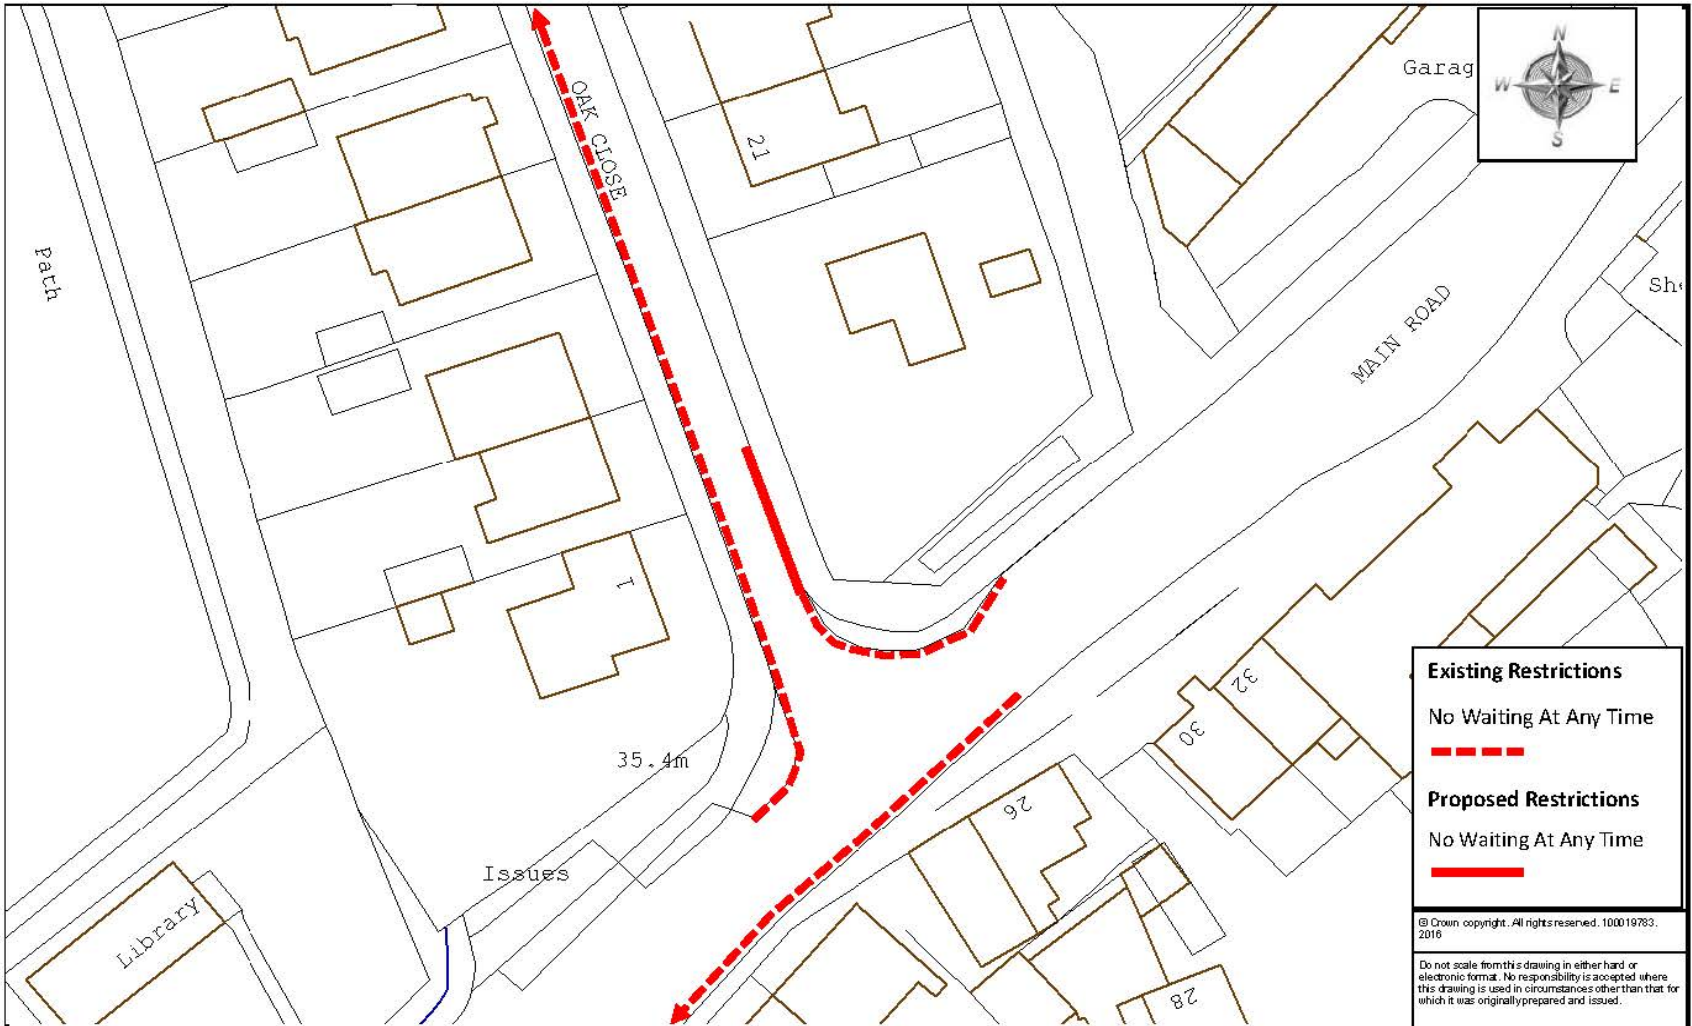 N
W E
S
Garag
OAK CLOSE
21
Path
MAIN ROAD
1
35.4m
Issues
Library
32
30
26
28
Existing Restrictions
No Waiting At Any Time
Proposed Restrictions
No Waiting At Any Time
© Crown copyright. All rights reserved. 100019783.
2016
Do not scale from this drawing in either hard or
electronic format. No responsibility is accepted where
this drawing is used in circumstances other than that for
which it was originally prepared and issued.